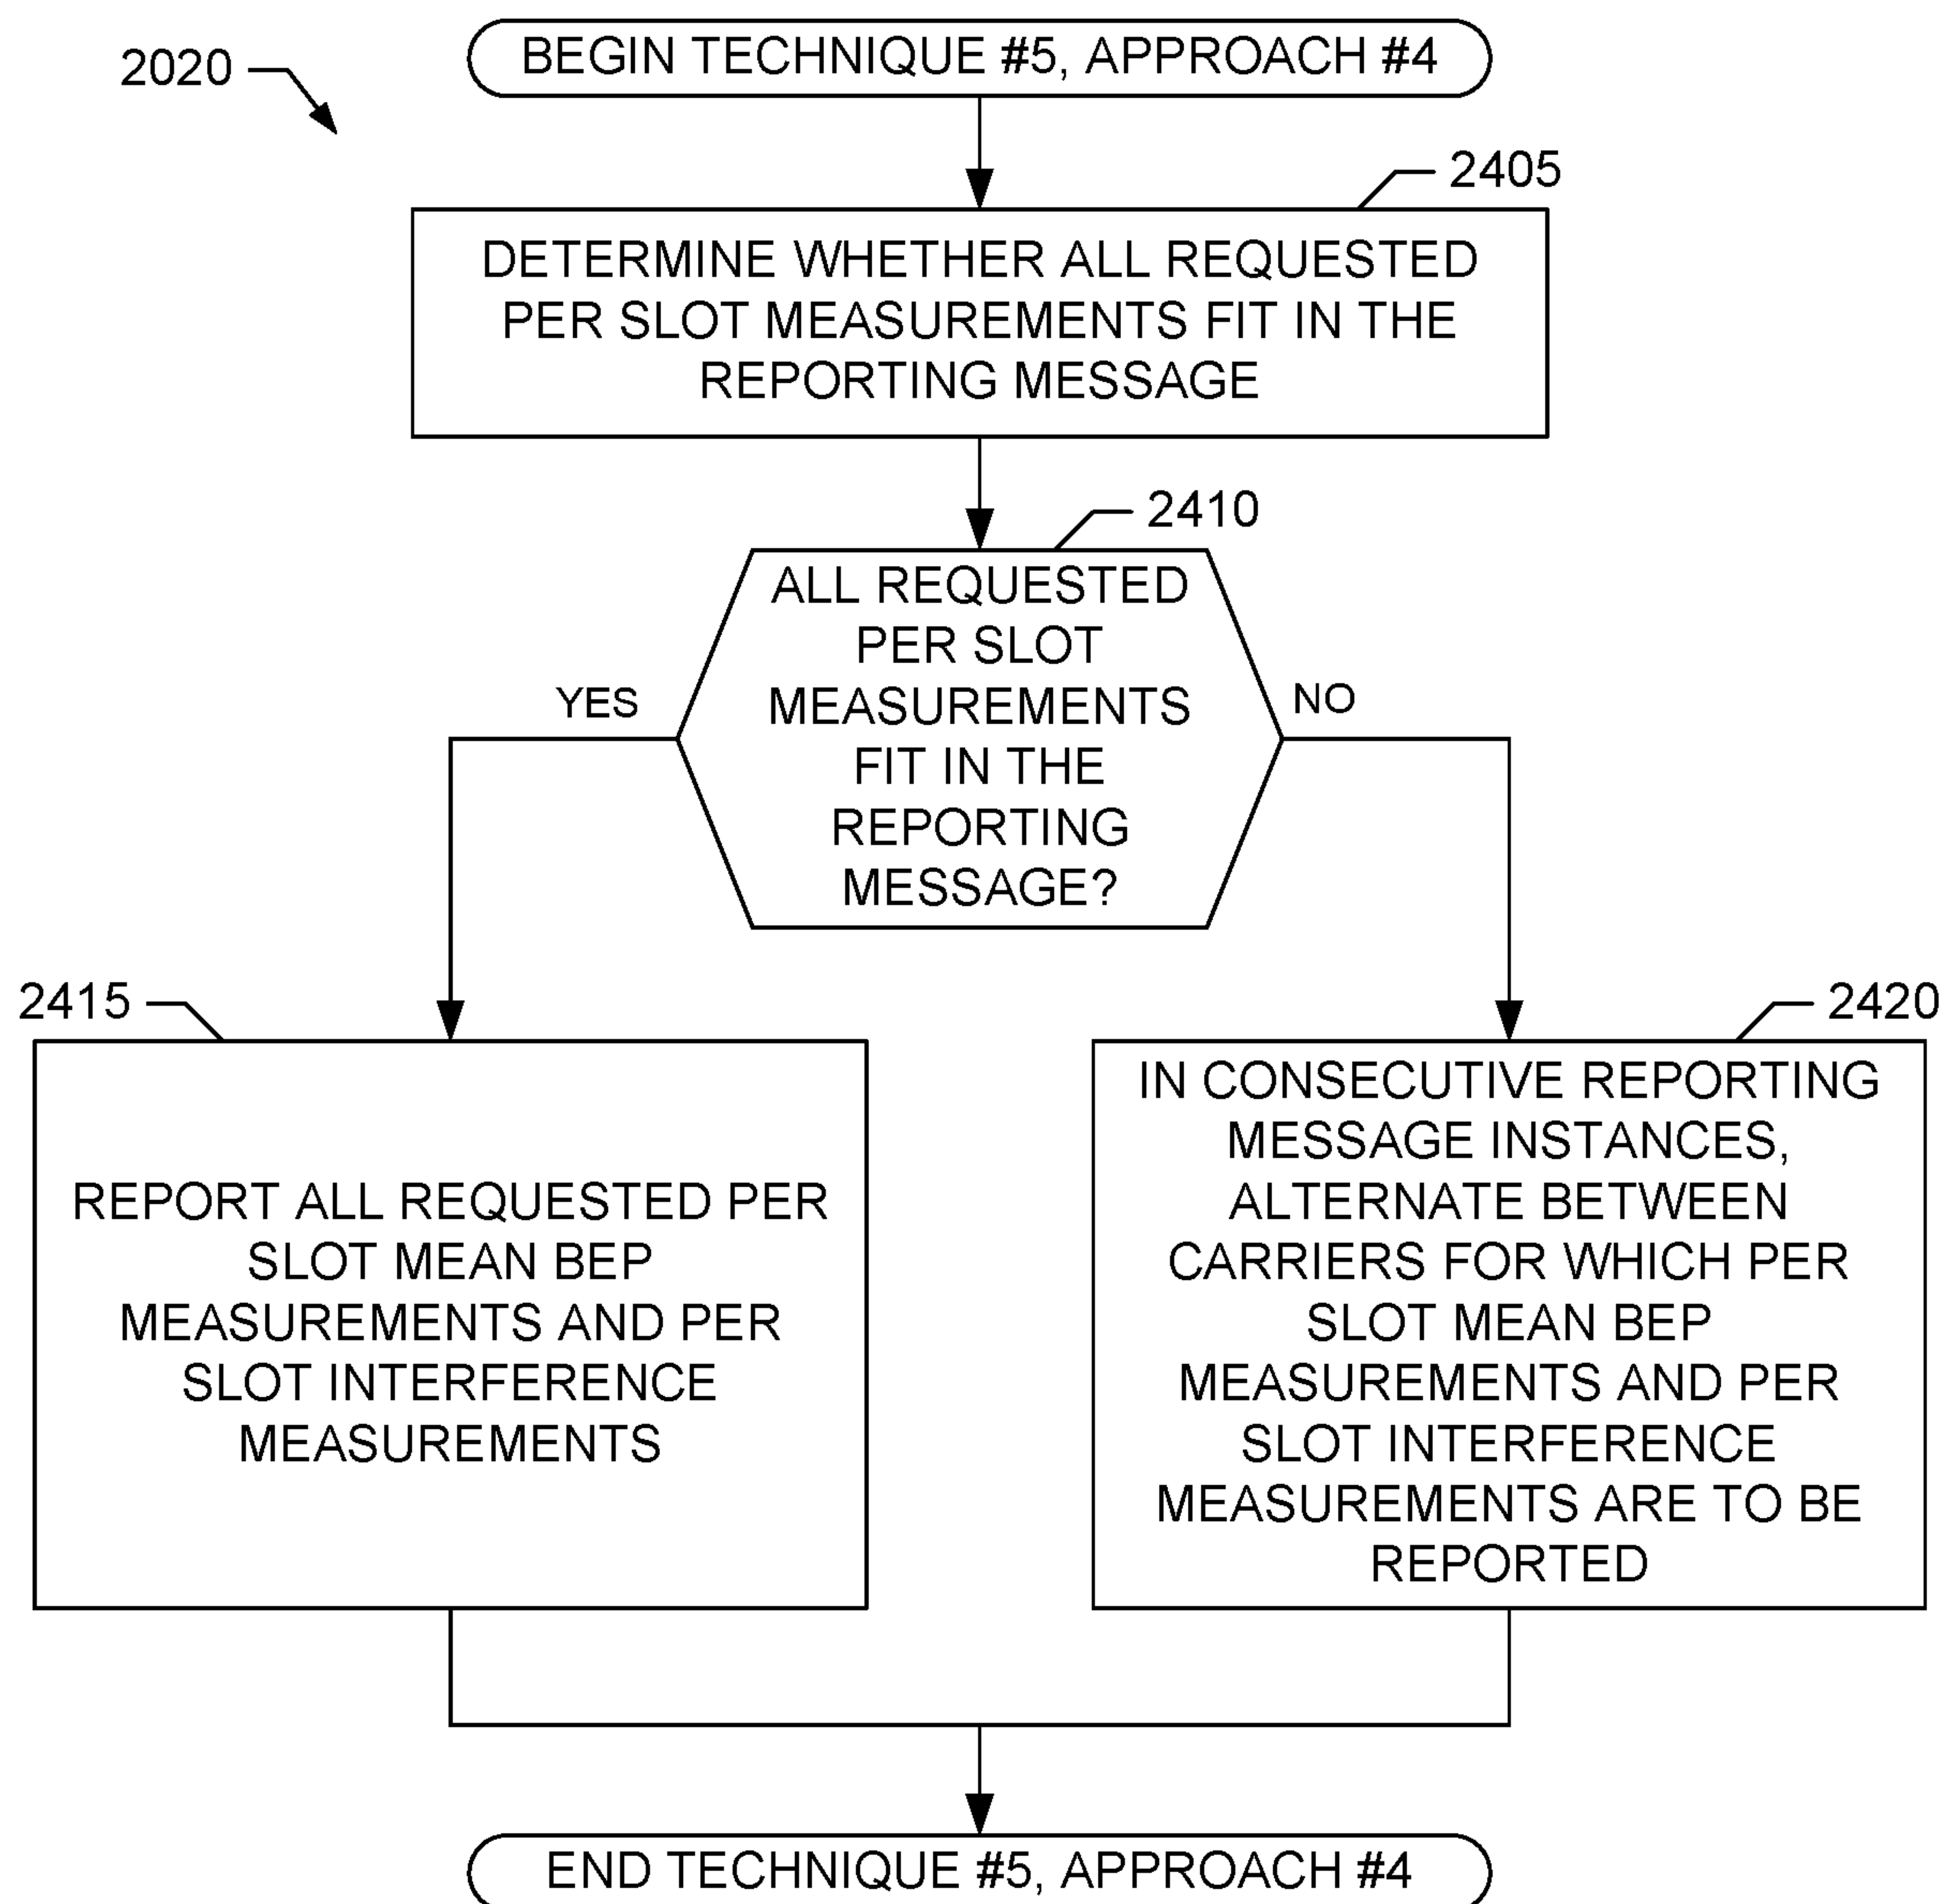 2020
BEGIN TECHNIQUE #5, APPROACH #4
2405
DETERMINE WHETHER ALL REQUESTED
PER SLOT MEASUREMENTS FIT IN THE
REPORTING MESSAGE
2410
ALL REQUESTED
PER SLOT
MEASUREMENTS
FIT IN THE
REPORTING
MESSAGE?
YES
NO
2415
REPORT ALL REQUESTED PER
SLOT MEAN BEP
MEASUREMENTS AND PER
SLOT INTERFERENCE
MEASUREMENTS
2420
IN CONSECUTIVE REPORTING
MESSAGE INSTANCES,
ALTERNATE BETWEEN
CARRIERS FOR WHICH PER
SLOT MEAN BEP
MEASUREMENTS AND PER
SLOT INTERFERENCE
MEASUREMENTS ARE TO BE
REPORTED
END TECHNIQUE #5, APPROACH #4